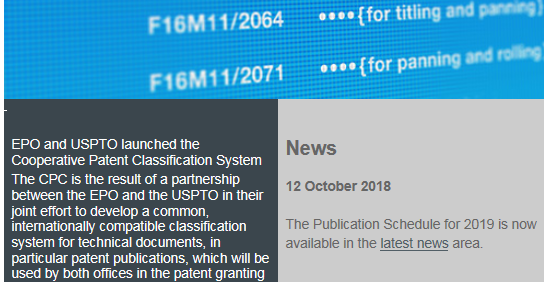 F16M11/2064 ••••{for titling and panning}
F16M11/2071 ••••{for panning and rolling}
EPO and USPTO launched the
Cooperative Patent Classification System
The CPC is the result of a partnership
between the EPO and the USPTO in their
joint effort to develop a common,
internationally compatible classification
system for technical documents, in
particular patent publications, which will be
used by both offices in the patent granting
News
12 October 2018
The Publication Schedule for 2019 is now
available in the latest news area.